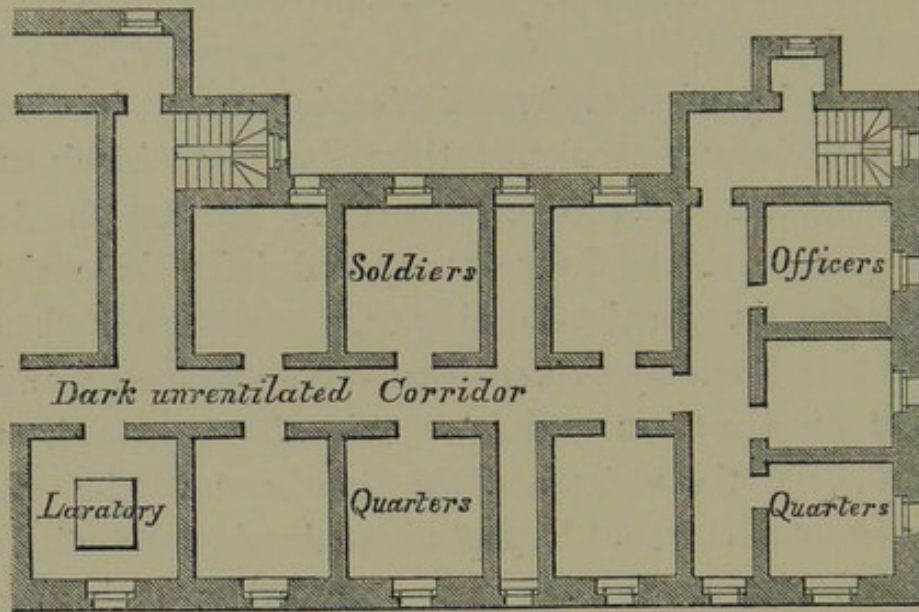 Soldiers
Officers
Dark unventilated Corridor
Lavatory
Quarters
Quarters